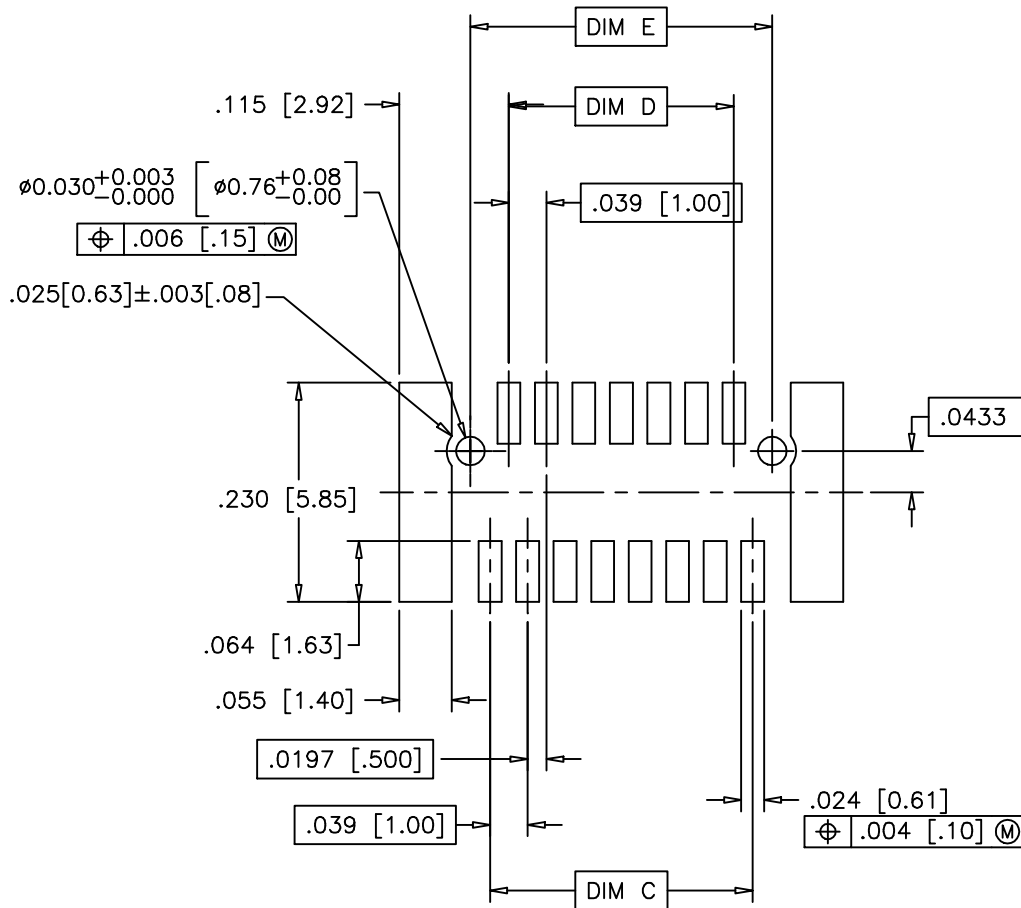 DIM E
.115 [2.92]
DIM D
ø0.030 +0.003 -0.000 [ø0.76 +0.08 -0.00]
.039 [1.00]
⌖ .006 [.15] Ⓜ
.025[0.63]±.003[.08]
.0433
.230 [5.85]
.064 [1.63]
.055 [1.40]
.0197 [.500]
.024 [0.61]
.039 [1.00]
⌖ .004 [.10] Ⓜ
DIM C